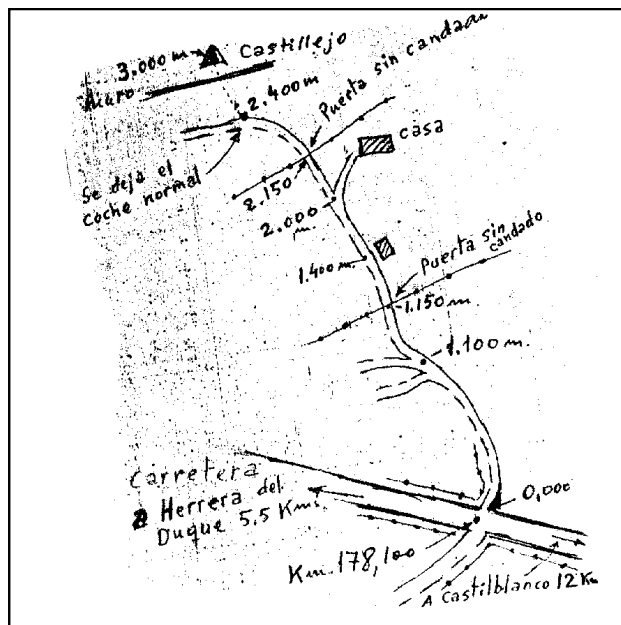 3.000 m
Castillejo
Muro
2.400 m
Puerta sin candado
casa
Se deja el
coche normal
2.150
2.000
m.
1.400 m.
Puerta sin
candado
1.150 m.
1.100 m.
Carretera
a Herrera del
Duque 5,5 Kms.
0,000
Km. 178,100
A Castilblanco 12 Km